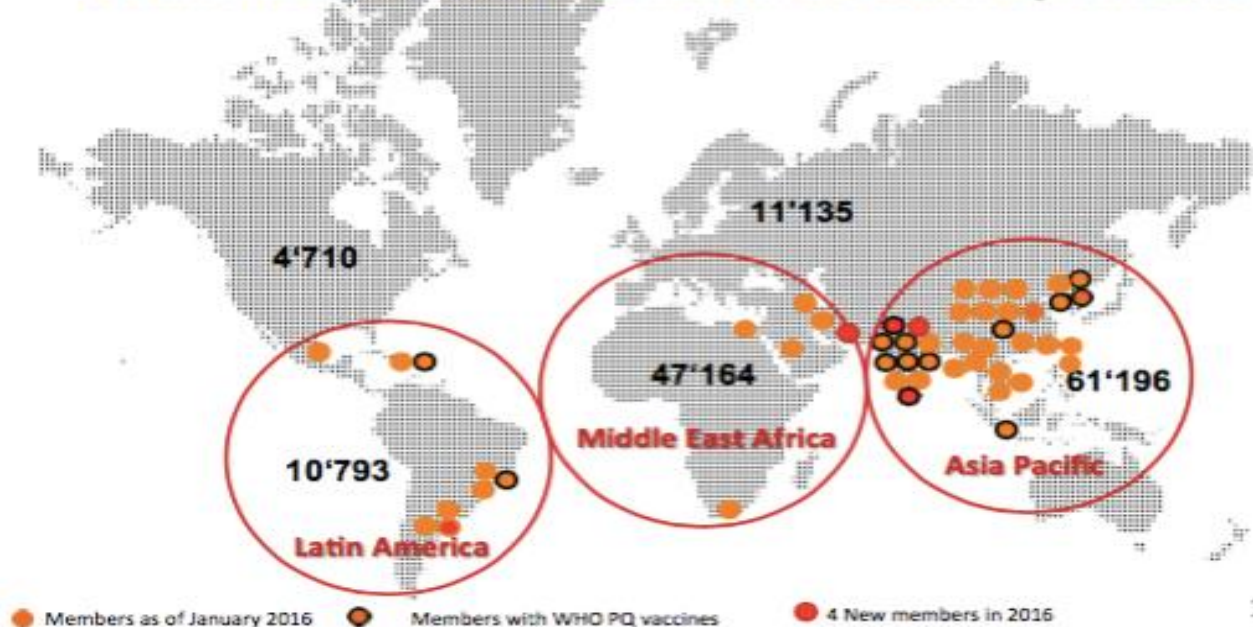 11'135
4'710
47'164
61'196
Middle East Africa
Asia Pacific
10'793
Latin America
Members as of January 2016
Members with WHO PQ vaccines
4 New members in 2016